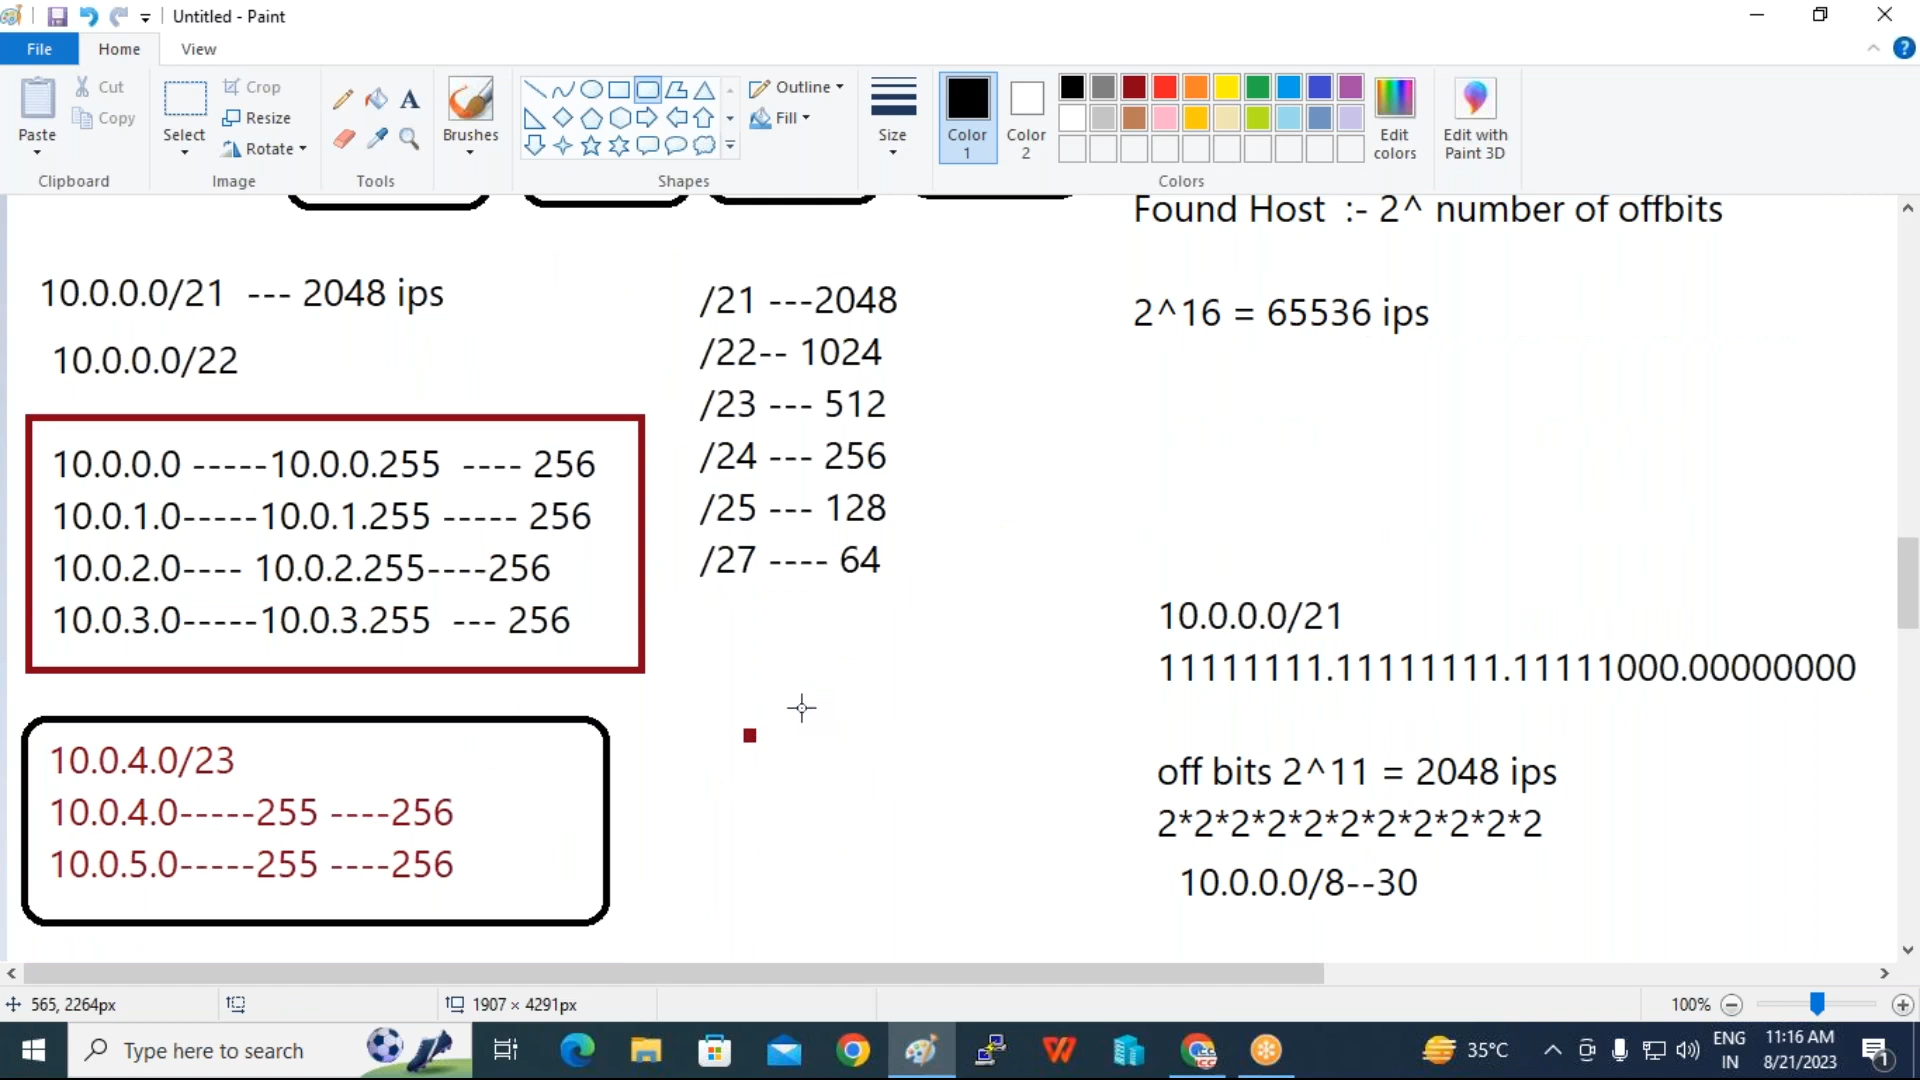 Untitled - Paint
File
Home
View
Paste
Cut
Copy
Clipboard
Select
Crop
Resize
Rotate
Image
Tools
Brushes
Shapes
Outline
Fill
Size
Color 1
Color 2
Colors
Edit colors
Edit with Paint 3D
Found Host :- 2^ number of offbits
2^16 = 65536 ips
10.0.0.0/21 --- 2048 ips
10.0.0.0/22
10.0.0.0 -----10.0.0.255 ---- 256
10.0.1.0-----10.0.1.255 ----- 256
10.0.2.0---- 10.0.2.255----256
10.0.3.0-----10.0.3.255 --- 256
10.0.4.0/23
10.0.4.0-----255 ----256
10.0.5.0-----255 ----256
/21 ---2048
/22-- 1024
/23 --- 512
/24 --- 256
/25 --- 128
/27 ---- 64
10.0.0.0/21
11111111.11111111.11111000.00000000
off bits 2^11 = 2048 ips
2*2*2*2*2*2*2*2*2*2*2
10.0.0.0/8--30
565, 2264px
1907 × 4291px
100%
Type here to search
35°C
ENG
IN
11:16 AM
8/21/2023
1